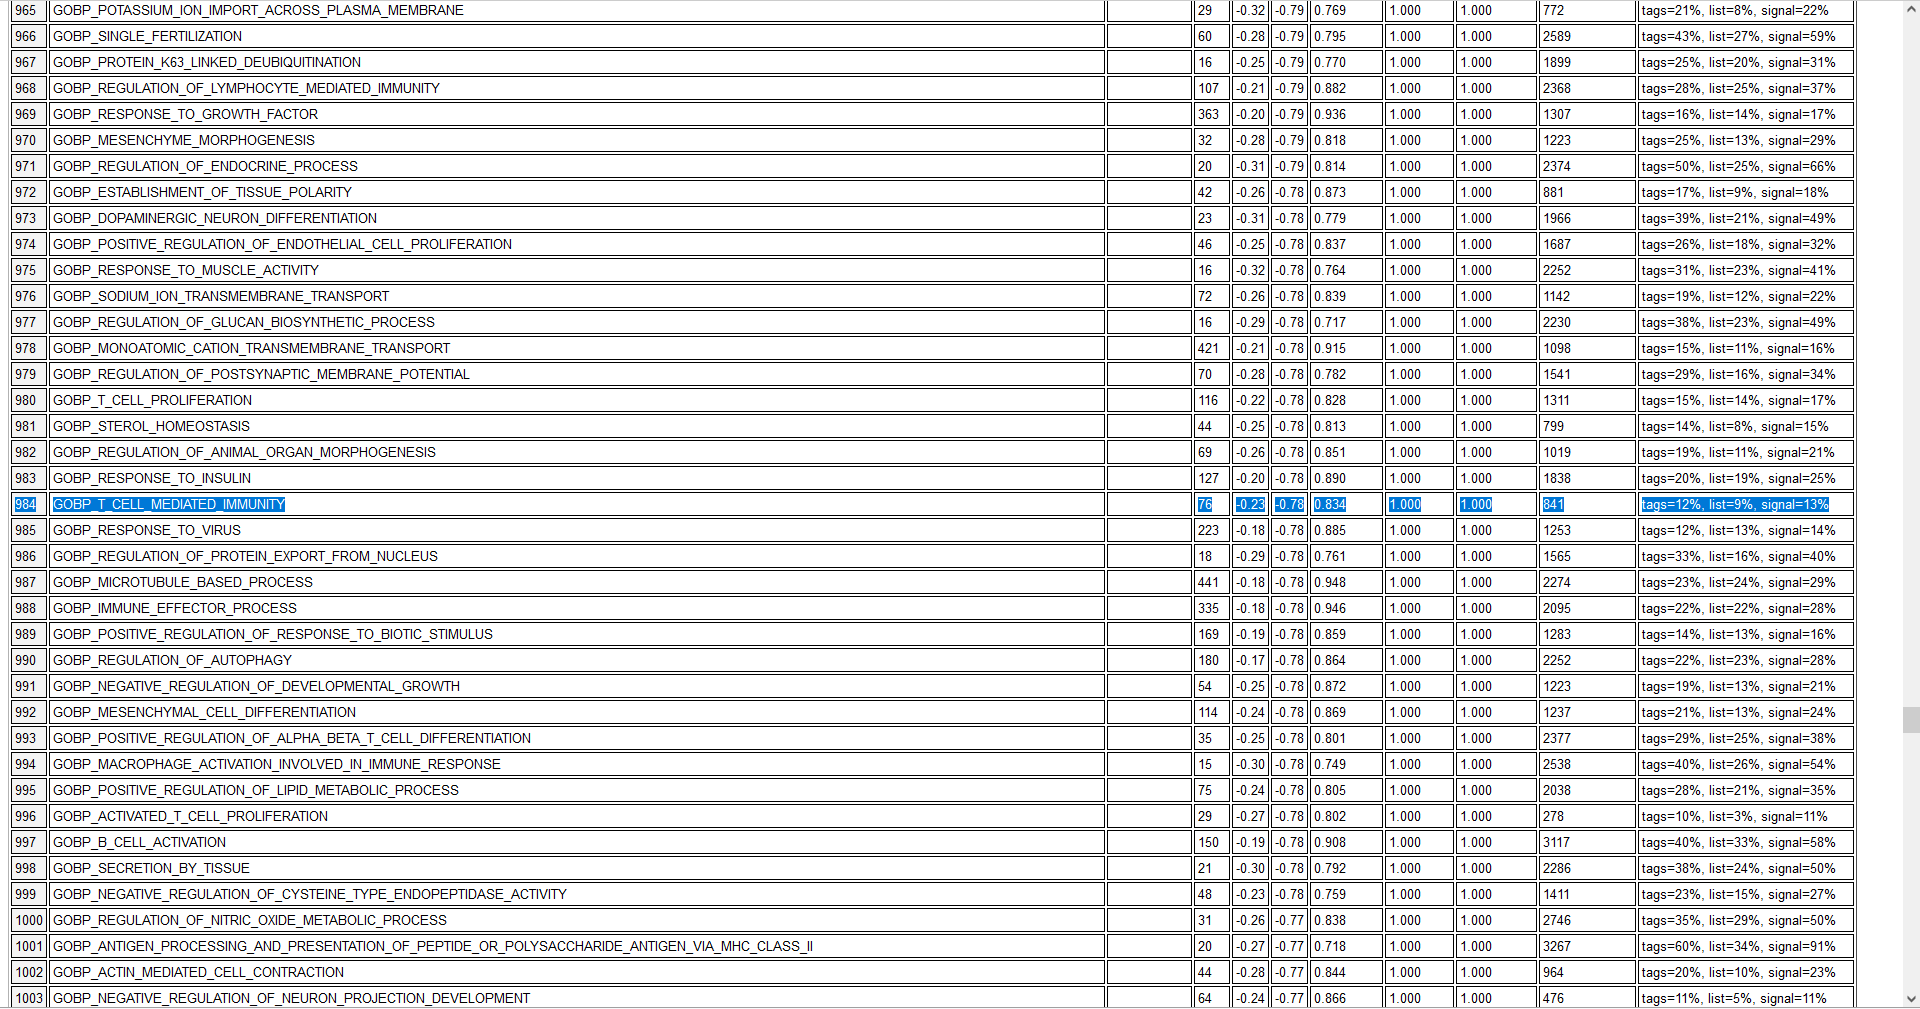 965 GOBP_POTASSIUM_ION_IMPORT_ACROSS_PLASMA_MEMBRANE 29 -0.32 -0.79 0.769 1.000 1.000 772 tags=21%, list=8%, signal=22%
966 GOBP_SINGLE_FERTILIZATION 60 -0.28 -0.79 0.795 1.000 1.000 2589 tags=43%, list=27%, signal=59%
967 GOBP_PROTEIN_K63_LINKED_DEUBIQUITINATION 16 -0.25 -0.79 0.770 1.000 1.000 1899 tags=25%, list=20%, signal=31%
968 GOBP_REGULATION_OF_LYMPHOCYTE_MEDIATED_IMMUNITY 107 -0.21 -0.79 0.882 1.000 1.000 2368 tags=28%, list=25%, signal=37%
969 GOBP_RESPONSE_TO_GROWTH_FACTOR 363 -0.20 -0.79 0.936 1.000 1.000 1307 tags=16%, list=14%, signal=17%
970 GOBP_MESENCHYME_MORPHOGENESIS 32 -0.28 -0.79 0.818 1.000 1.000 1223 tags=25%, list=13%, signal=29%
971 GOBP_REGULATION_OF_ENDOCRINE_PROCESS 20 -0.31 -0.79 0.814 1.000 1.000 2374 tags=50%, list=25%, signal=66%
972 GOBP_ESTABLISHMENT_OF_TISSUE_POLARITY 42 -0.26 -0.78 0.873 1.000 1.000 881 tags=17%, list=9%, signal=18%
973 GOBP_DOPAMINERGIC_NEURON_DIFFERENTIATION 23 -0.31 -0.78 0.779 1.000 1.000 1966 tags=39%, list=21%, signal=49%
974 GOBP_POSITIVE_REGULATION_OF_ENDOTHELIAL_CELL_PROLIFERATION 46 -0.25 -0.78 0.837 1.000 1.000 1687 tags=26%, list=18%, signal=32%
975 GOBP_RESPONSE_TO_MUSCLE_ACTIVITY 16 -0.32 -0.78 0.764 1.000 1.000 2252 tags=31%, list=23%, signal=41%
976 GOBP_SODIUM_ION_TRANSMEMBRANE_TRANSPORT 72 -0.26 -0.78 0.839 1.000 1.000 1142 tags=19%, list=12%, signal=22%
977 GOBP_REGULATION_OF_GLUCAN_BIOSYNTHETIC_PROCESS 16 -0.29 -0.78 0.717 1.000 1.000 2230 tags=38%, list=23%, signal=49%
978 GOBP_MONOATOMIC_CATION_TRANSMEMBRANE_TRANSPORT 421 -0.21 -0.78 0.915 1.000 1.000 1098 tags=15%, list=11%, signal=16%
979 GOBP_REGULATION_OF_POSTSYNAPTIC_MEMBRANE_POTENTIAL 70 -0.28 -0.78 0.782 1.000 1.000 1541 tags=29%, list=16%, signal=34%
980 GOBP_T_CELL_PROLIFERATION 116 -0.22 -0.78 0.828 1.000 1.000 1311 tags=15%, list=14%, signal=17%
981 GOBP_STEROL_HOMEOSTASIS 44 -0.25 -0.78 0.813 1.000 1.000 799 tags=14%, list=8%, signal=15%
982 GOBP_REGULATION_OF_ANIMAL_ORGAN_MORPHOGENESIS 69 -0.26 -0.78 0.851 1.000 1.000 1019 tags=19%, list=11%, signal=21%
983 GOBP_RESPONSE_TO_INSULIN 127 -0.20 -0.78 0.890 1.000 1.000 1838 tags=20%, list=19%, signal=25%
984 GOBP_T_CELL_MEDIATED_IMMUNITY 76 -0.23 -0.78 0.834 1.000 1.000 841 tags=12%, list=9%, signal=13%
985 GOBP_RESPONSE_TO_VIRUS 223 -0.18 -0.78 0.885 1.000 1.000 1253 tags=12%, list=13%, signal=14%
986 GOBP_REGULATION_OF_PROTEIN_EXPORT_FROM_NUCLEUS 18 -0.29 -0.78 0.761 1.000 1.000 1565 tags=33%, list=16%, signal=40%
987 GOBP_MICROTUBULE_BASED_PROCESS 441 -0.18 -0.78 0.948 1.000 1.000 2274 tags=23%, list=24%, signal=29%
988 GOBP_IMMUNE_EFFECTOR_PROCESS 335 -0.18 -0.78 0.946 1.000 1.000 2095 tags=22%, list=22%, signal=28%
989 GOBP_POSITIVE_REGULATION_OF_RESPONSE_TO_BIOTIC_STIMULUS 169 -0.19 -0.78 0.859 1.000 1.000 1283 tags=14%, list=13%, signal=16%
990 GOBP_REGULATION_OF_AUTOPHAGY 180 -0.17 -0.78 0.864 1.000 1.000 2252 tags=22%, list=23%, signal=28%
991 GOBP_NEGATIVE_REGULATION_OF_DEVELOPMENTAL_GROWTH 54 -0.25 -0.78 0.872 1.000 1.000 1223 tags=19%, list=13%, signal=21%
992 GOBP_MESENCHYMAL_CELL_DIFFERENTIATION 114 -0.24 -0.78 0.869 1.000 1.000 1237 tags=21%, list=13%, signal=24%
993 GOBP_POSITIVE_REGULATION_OF_ALPHA_BETA_T_CELL_DIFFERENTIATION 35 -0.25 -0.78 0.801 1.000 1.000 2377 tags=29%, list=25%, signal=38%
994 GOBP_MACROPHAGE_ACTIVATION_INVOLVED_IN_IMMUNE_RESPONSE 15 -0.30 -0.78 0.749 1.000 1.000 2538 tags=40%, list=26%, signal=54%
995 GOBP_POSITIVE_REGULATION_OF_LIPID_METABOLIC_PROCESS 75 -0.24 -0.78 0.805 1.000 1.000 2038 tags=28%, list=21%, signal=35%
996 GOBP_ACTIVATED_T_CELL_PROLIFERATION 29 -0.27 -0.78 0.802 1.000 1.000 278 tags=10%, list=3%, signal=11%
997 GOBP_B_CELL_ACTIVATION 150 -0.19 -0.78 0.908 1.000 1.000 3117 tags=40%, list=33%, signal=58%
998 GOBP_SECRETION_BY_TISSUE 21 -0.30 -0.78 0.792 1.000 1.000 2286 tags=38%, list=24%, signal=50%
999 GOBP_NEGATIVE_REGULATION_OF_CYSTEINE_TYPE_ENDOPEPTIDASE_ACTIVITY 48 -0.23 -0.78 0.759 1.000 1.000 1411 tags=23%, list=15%, signal=27%
1000 GOBP_REGULATION_OF_NITRIC_OXIDE_METABOLIC_PROCESS 31 -0.26 -0.77 0.838 1.000 1.000 2746 tags=35%, list=29%, signal=50%
1001 GOBP_ANTIGEN_PROCESSING_AND_PRESENTATION_OF_PEPTIDE_OR_POLYSACCHARIDE_ANTIGEN_VIA_MHC_CLASS_II 20 -0.27 -0.77 0.718 1.000 1.000 3267 tags=60%, list=34%, signal=91%
1002 GOBP_ACTIN_MEDIATED_CELL_CONTRACTION 44 -0.28 -0.77 0.844 1.000 1.000 964 tags=20%, list=10%, signal=23%
1003 GOBP_NEGATIVE_REGULATION_OF_NEURON_PROJECTION_DEVELOPMENT 64 -0.24 -0.77 0.866 1.000 1.000 476 tags=11%, list=5%, signal=11%